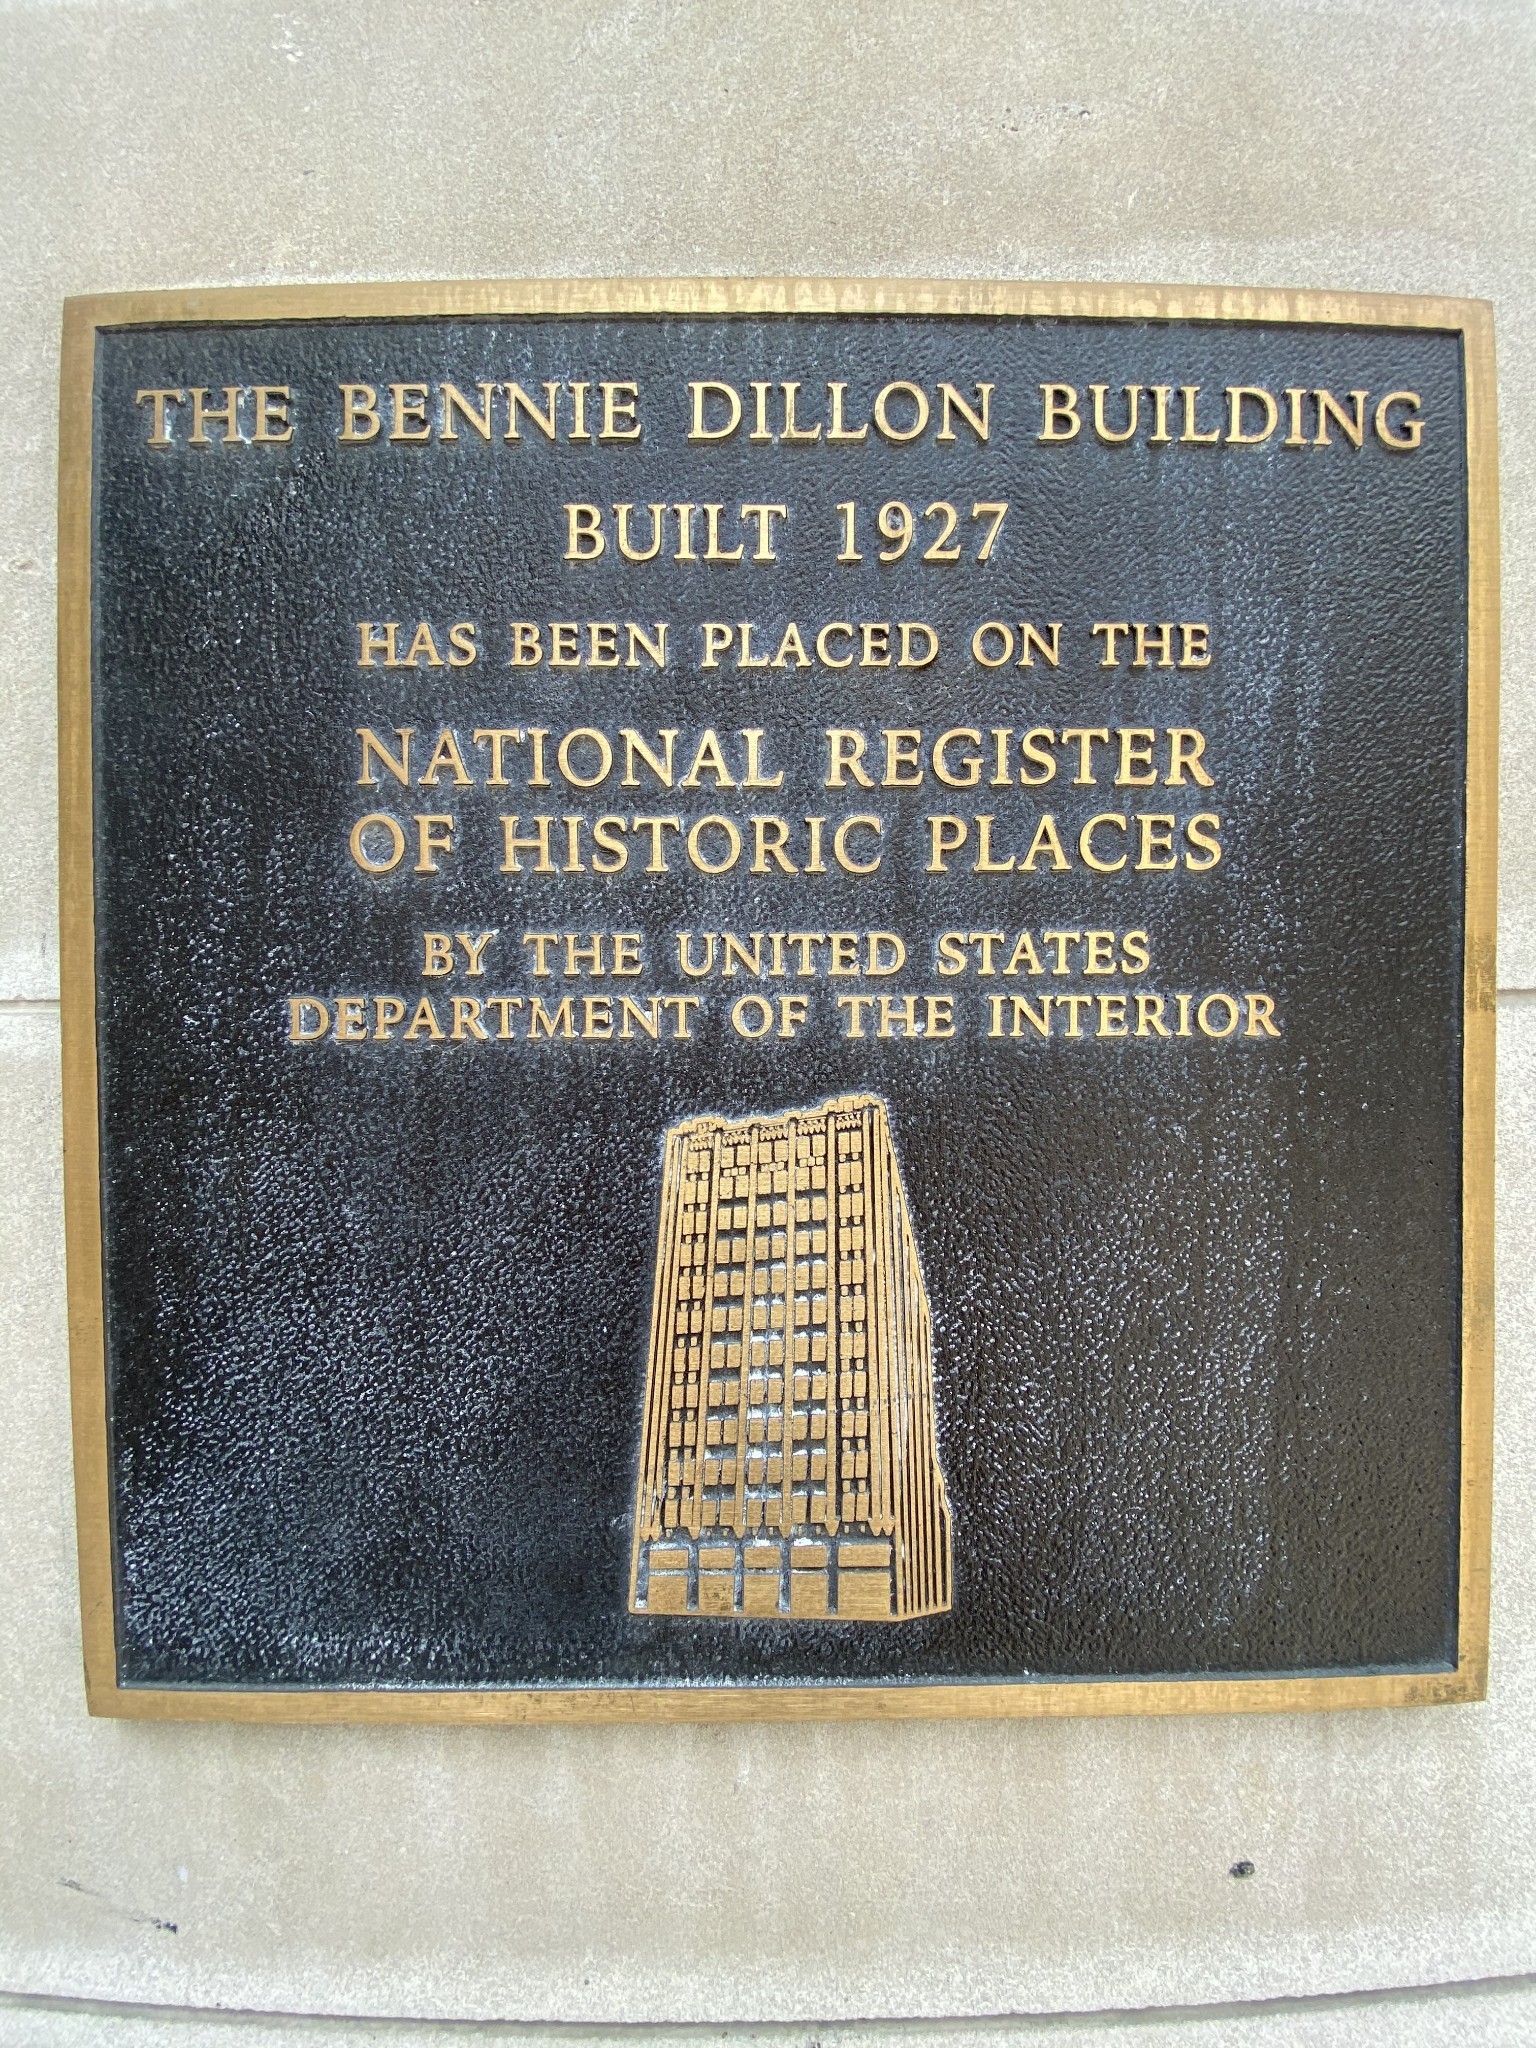 THE BENNIE DILLON BUILDING
BUILT 1927
HAS BEEN PLACED ON THE
NATIONAL REGISTER
OF HISTORIC PLACES
BY THE UNITED STATES
DEPARTMENT OF THE INTERIOR